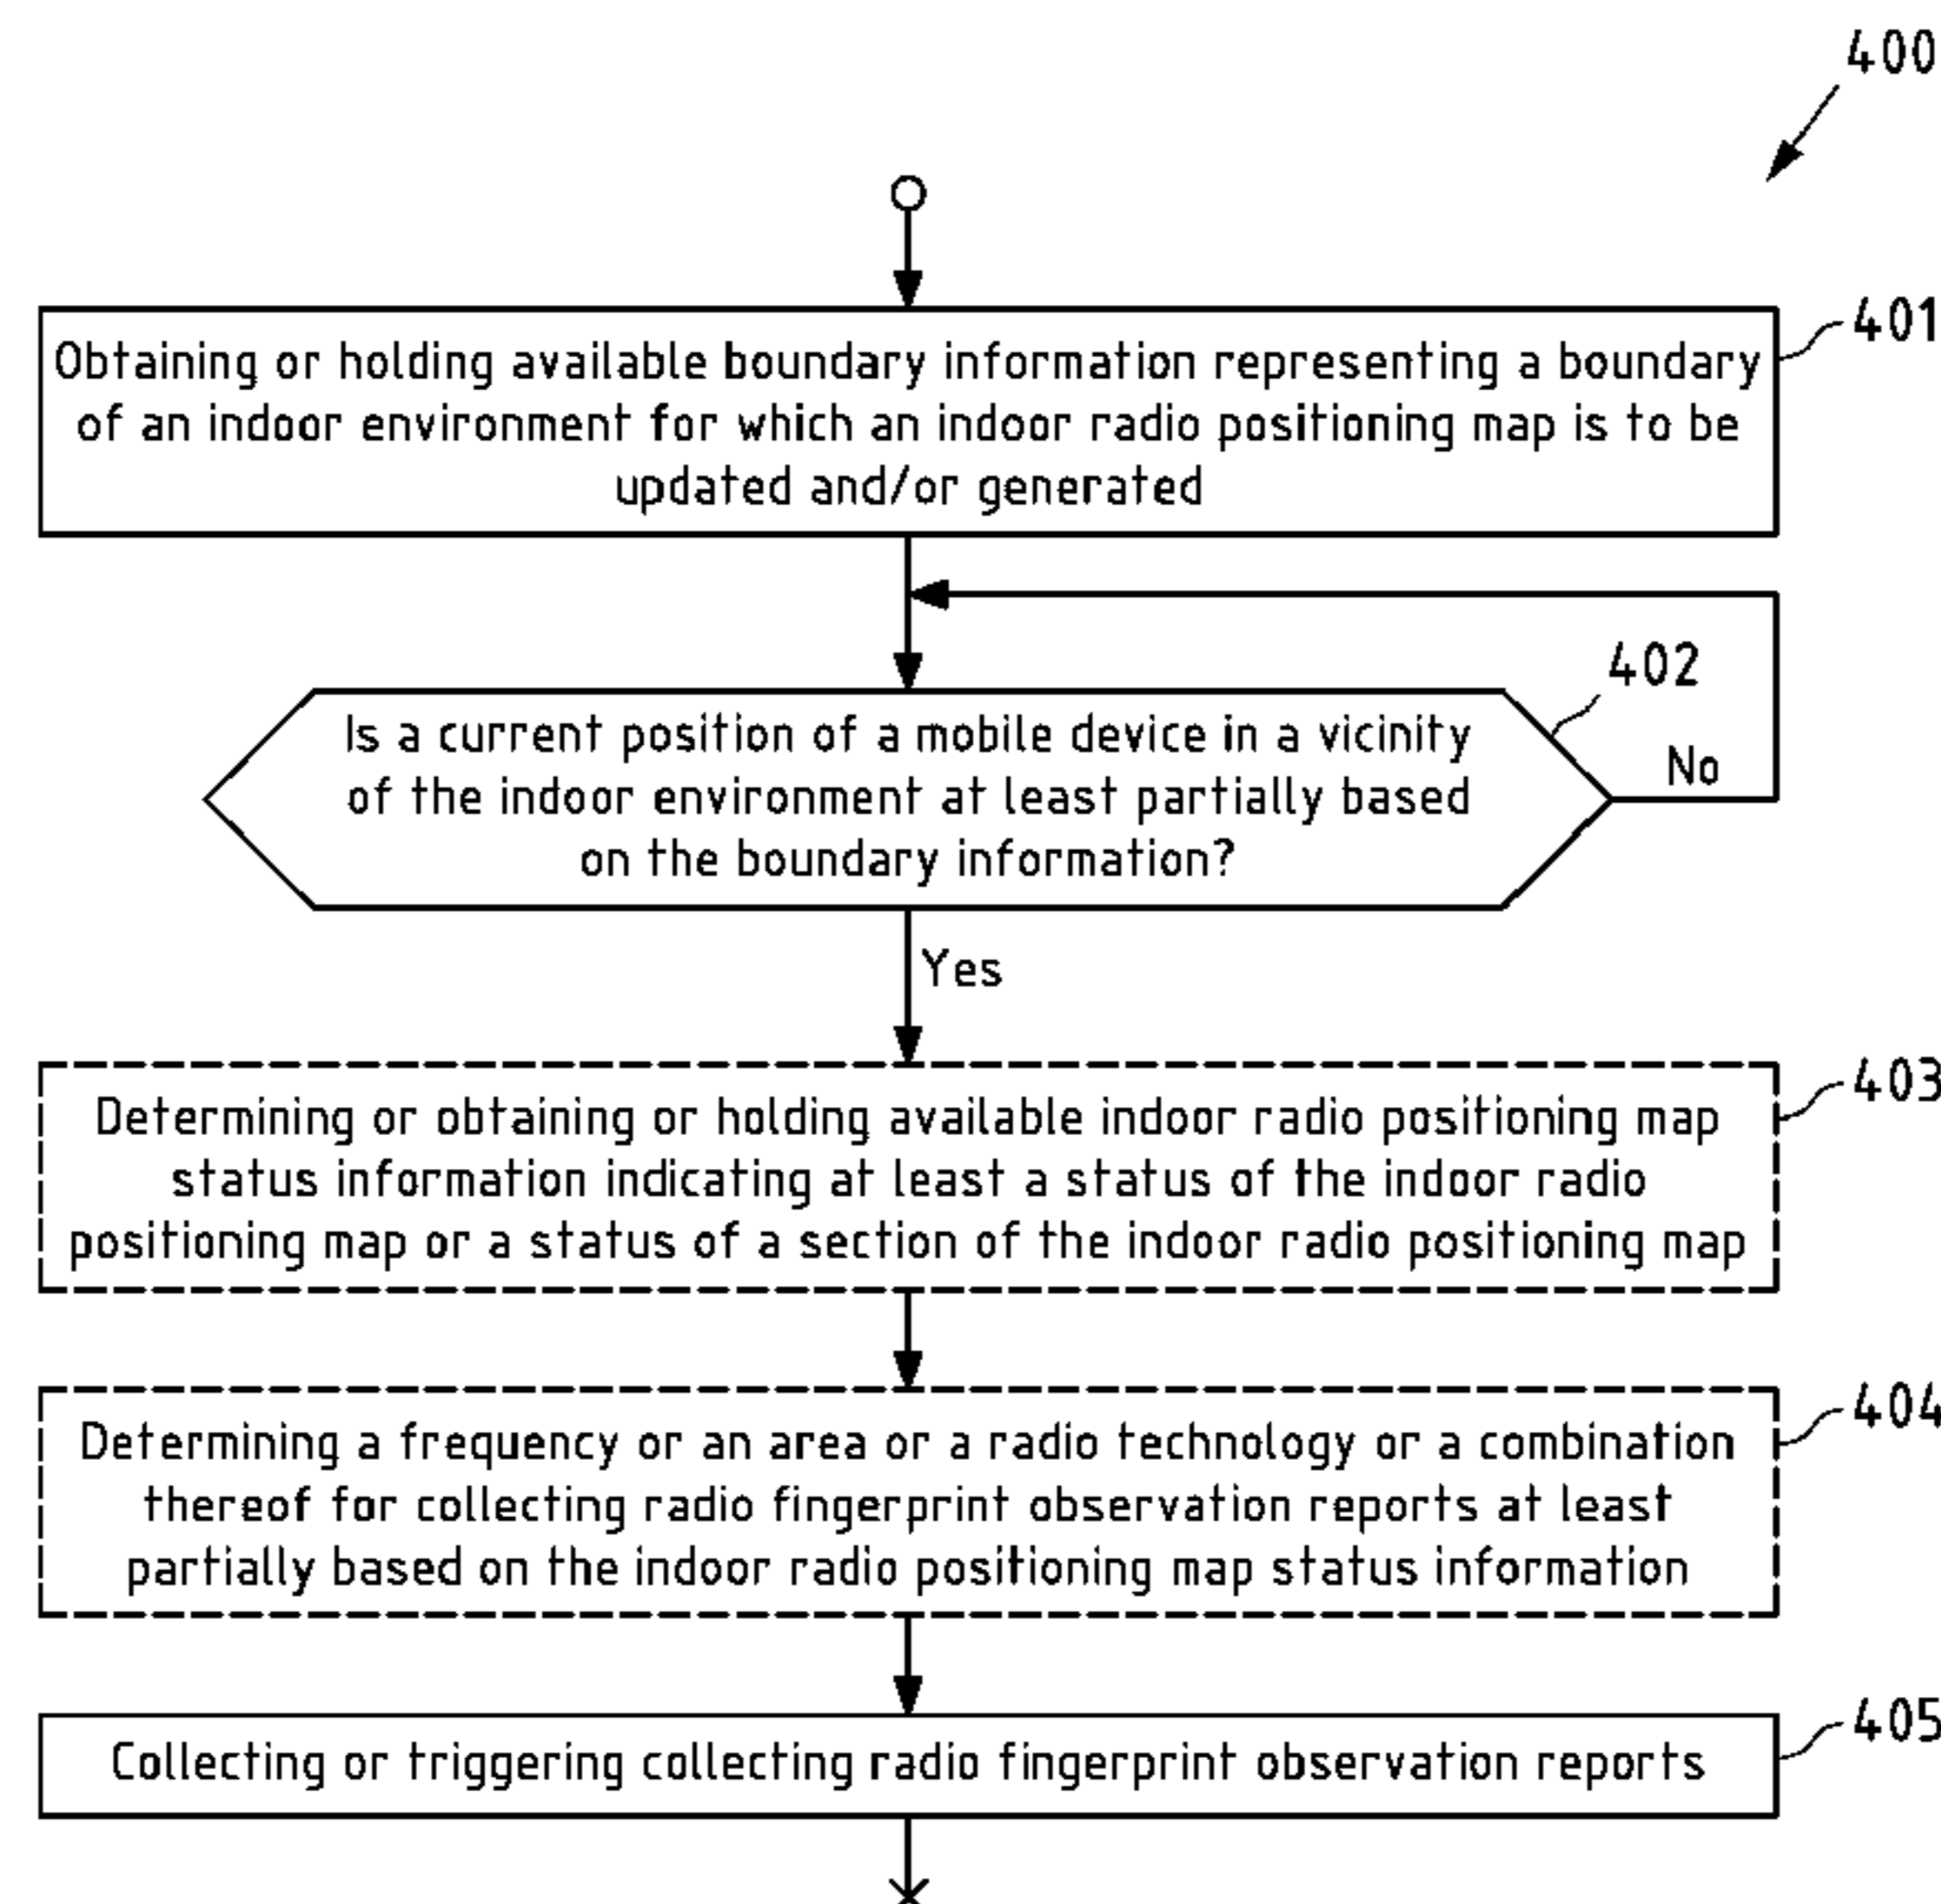 400
401
Obtaining or holding available boundary information representing a boundary
of an indoor environment for which an indoor radio positioning map is to be
updated and/or generated
402
Is a current position of a mobile device in a vicinity
of the indoor environment at least partially based
on the boundary information?
No
Yes
403
Determining or obtaining or holding available indoor radio positioning map
status information indicating at least a status of the indoor radio
positioning map or a status of a section of the indoor radio positioning map
404
Determining a frequency or an area or a radio technology or a combination
thereof for collecting radio fingerprint observation reports at least
partially based on the indoor radio positioning map status information
405
Collecting or triggering collecting radio fingerprint observation reports